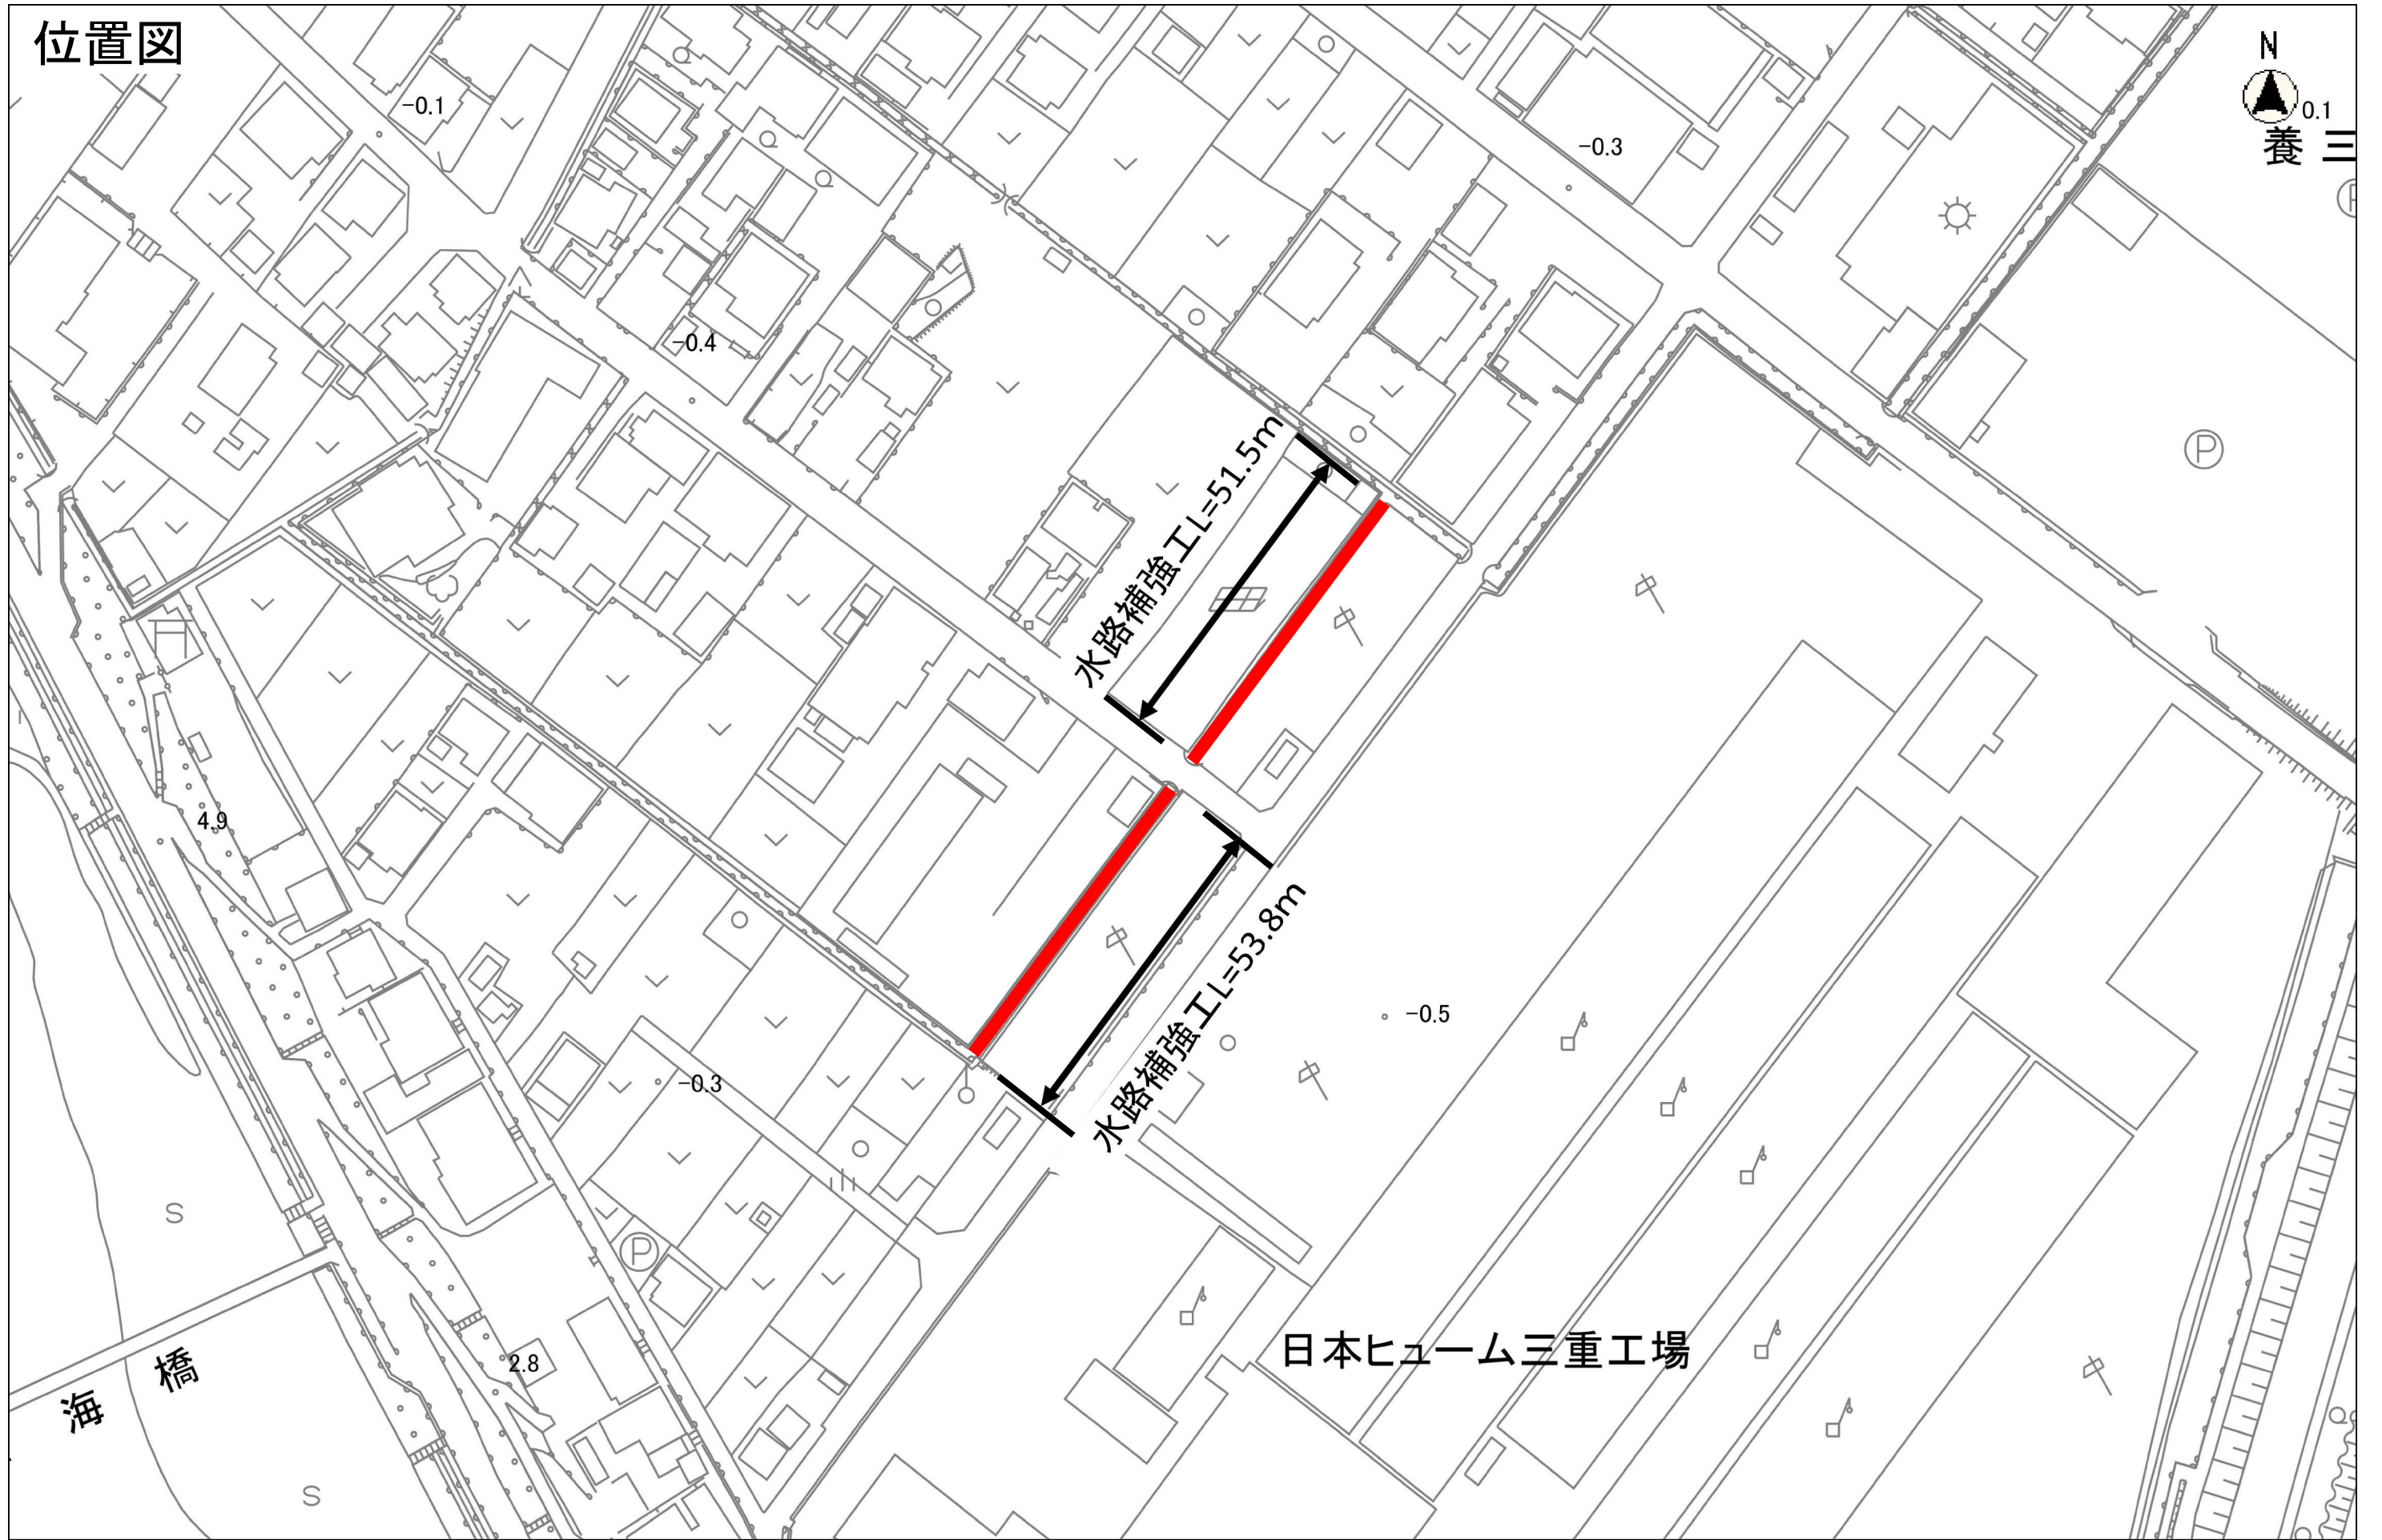 位置図
N
0.1
養 三
-0.1
-0.3
-0.4
P
水路補強工L=51.5m
4.9
水路補強工L=53.8m
-0.5
-0.3
S
P
日本ヒューム三重工場
2.8
海 橋
S